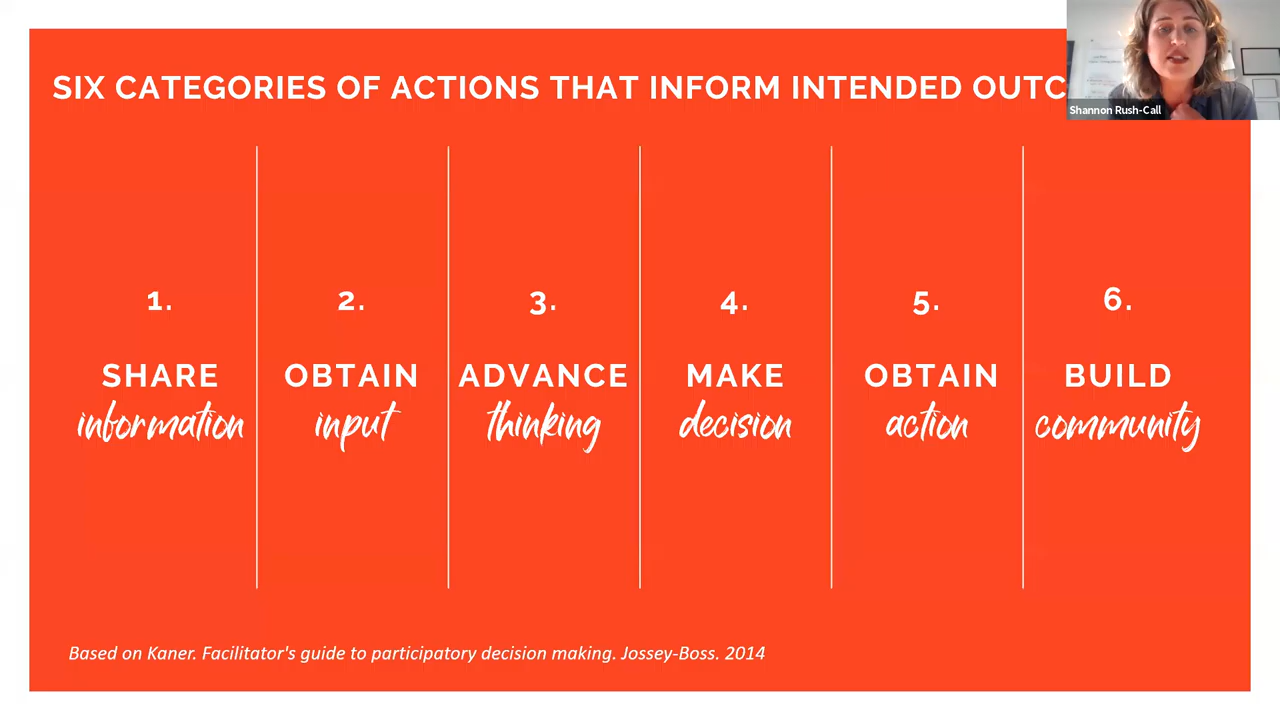 SIX CATEGORIES OF ACTIONS THAT INFORM INTENDED OUTC
Shannon Rush-Call
1.
SHARE
information
2.
OBTAIN
input
3.
ADVANCE
thinking
4.
MAKE
decision
5.
OBTAIN
action
6.
BUILD
community
Based on Kaner. Facilitator's guide to participatory decision making. Jossey-Boss. 2014